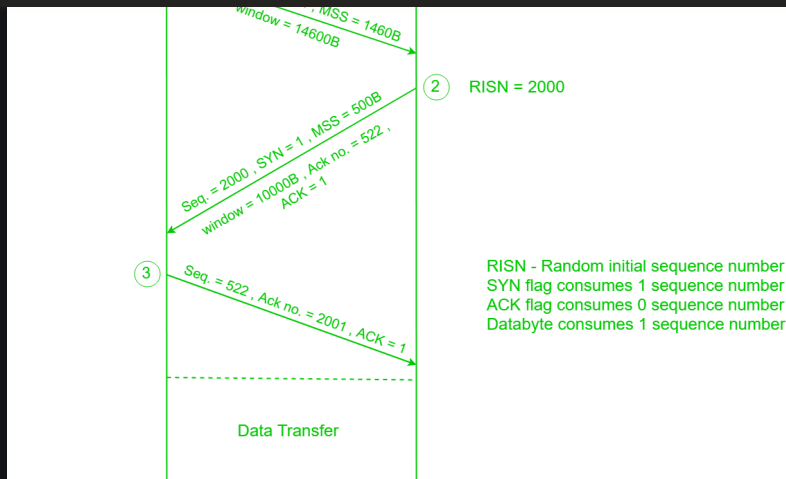 , MSS = 1460B
window = 14600B
2
RISN = 2000
Seq. = 2000 , SYN = 1 , MSS = 500B
window = 10000B , Ack no. = 522 ,
ACK = 1
3
Seq. = 522 , Ack no. = 2001 , ACK = 1
RISN - Random initial sequence number
SYN flag consumes 1 sequence number
ACK flag consumes 0 sequence number
Databyte consumes 1 sequence number
Data Transfer